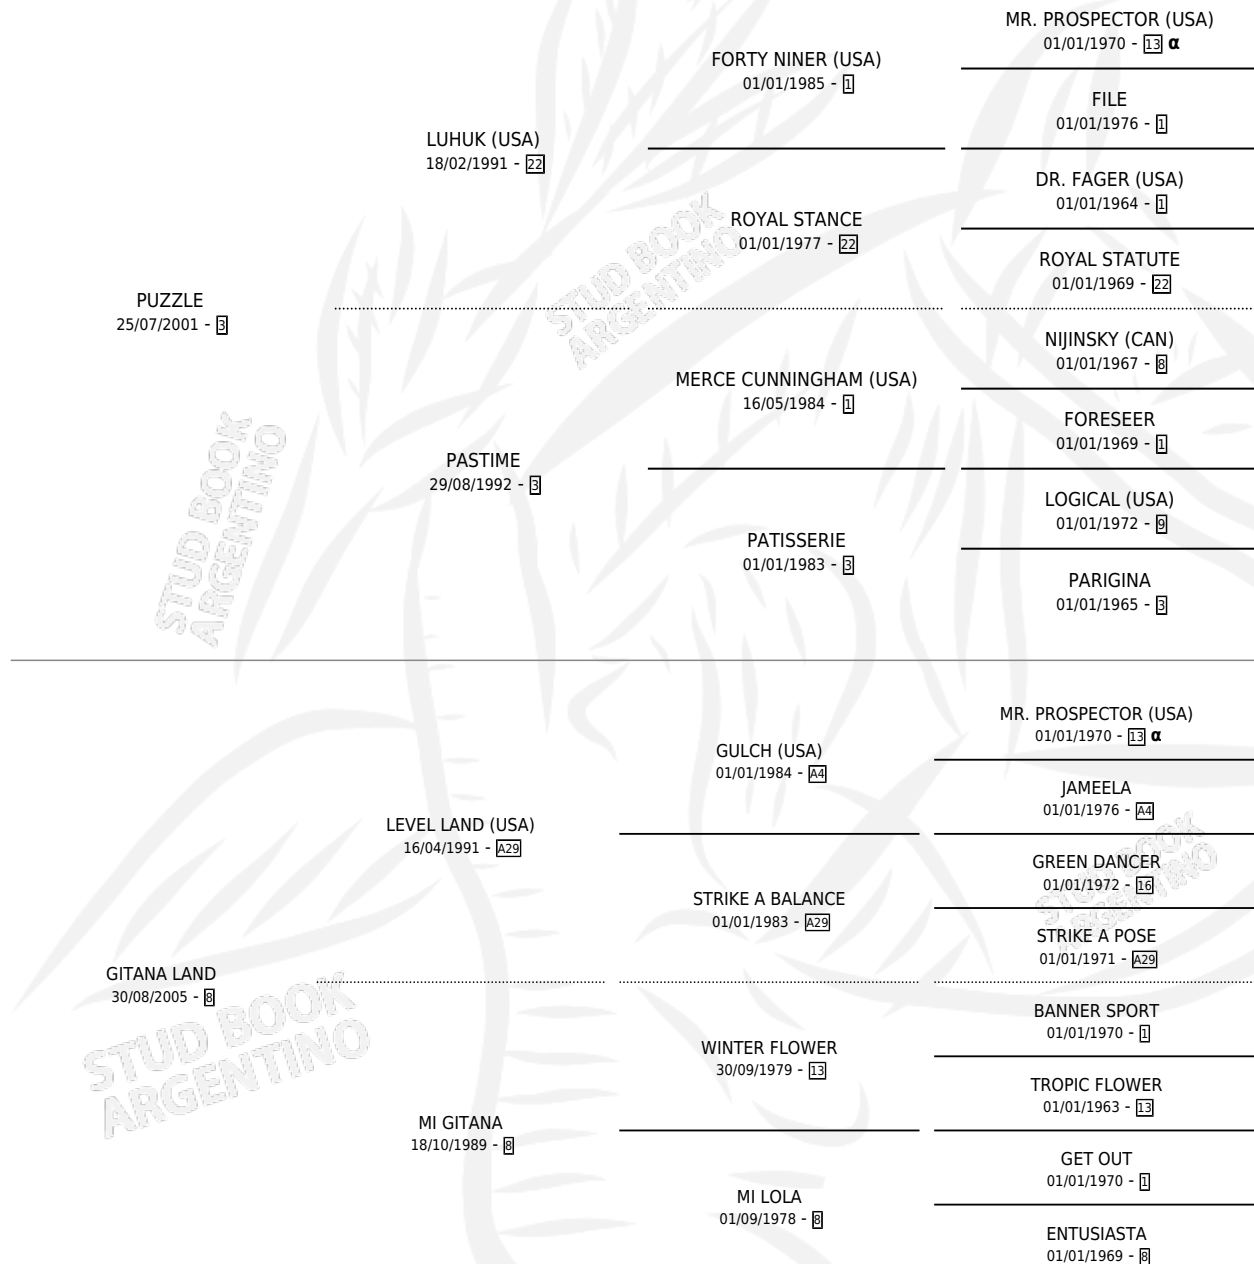 MR. PROSPECTOR (USA)
01/01/1970 - 13 α
FORTY NINER (USA)
01/01/1985 - 1
FILE
01/01/1976 - 1
LUHUK (USA)
18/02/1991 - 22
DR. FAGER (USA)
01/01/1964 - 1
ROYAL STANCE
01/01/1977 - 22
ROYAL STATUTE
01/01/1969 - 22
STUD BOOK
ARGENTINO
PUZZLE
25/07/2001 - 3
NIJINSKY (CAN)
01/01/1967 - 8
MERCE CUNNINGHAM (USA)
16/05/1984 - 1
FORESEER
01/01/1969 - 1
PASTIME
29/08/1992 - 3
LOGICAL (USA)
01/01/1972 - 9
PATISSERIE
01/01/1983 - 3
PARIGINA
01/01/1965 - 3
STUD BOOK
ARGENTINO
MR. PROSPECTOR (USA)
01/01/1970 - 13 α
GULCH (USA)
01/01/1984 - A4
JAMEELA
01/01/1976 - A4
LEVEL LAND (USA)
16/04/1991 - A29
GREEN DANCER
01/01/1972 - 16
STRIKE A BALANCE
01/01/1983 - A29
STRIKE A POSE
01/01/1971 - A29
STUD BOOK
ARGENTINO
GITANA LAND
30/08/2005 - 8
BANNER SPORT
01/01/1970 - 1
WINTER FLOWER
30/09/1979 - 13
TROPIC FLOWER
01/01/1963 - 13
MI GITANA
18/10/1989 - 8
GET OUT
01/01/1970 - 1
MI LOLA
01/09/1978 - 8
ENTUSIASTA
01/01/1969 - 8
STUD BOOK
ARGENTINO